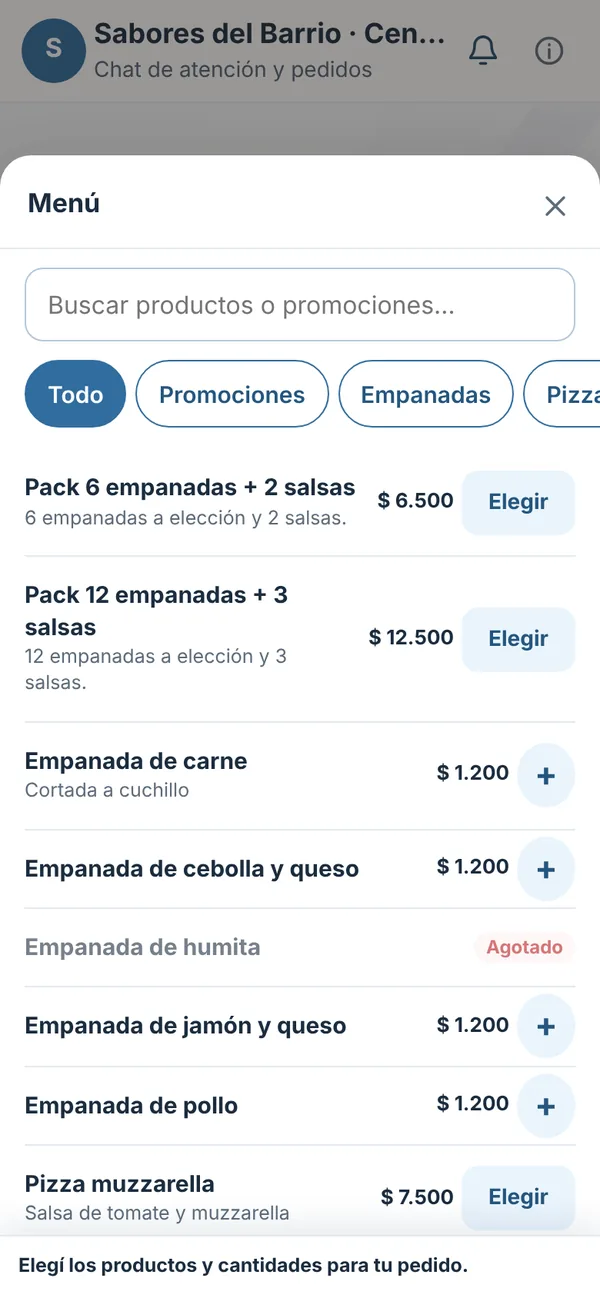 S
Sabores del Barrio · Cen...
Chat de atención y pedidos
Menú
Buscar productos o promociones...
Todo
Promociones
Empanadas
Pizza
Pack 6 empanadas + 2 salsas
6 empanadas a elección y 2 salsas.
$ 6.500
Elegir
Pack 12 empanadas + 3
salsas
12 empanadas a elección y 3
salsas.
$ 12.500
Elegir
Empanada de carne
Cortada a cuchillo
$ 1.200
+
Empanada de cebolla y queso
$ 1.200
+
Empanada de humita
Agotado
Empanada de jamón y queso
$ 1.200
+
Empanada de pollo
$ 1.200
+
Pizza muzzarella
Salsa de tomate y muzzarella
$ 7.500
Elegir
Elegí los productos y cantidades para tu pedido.